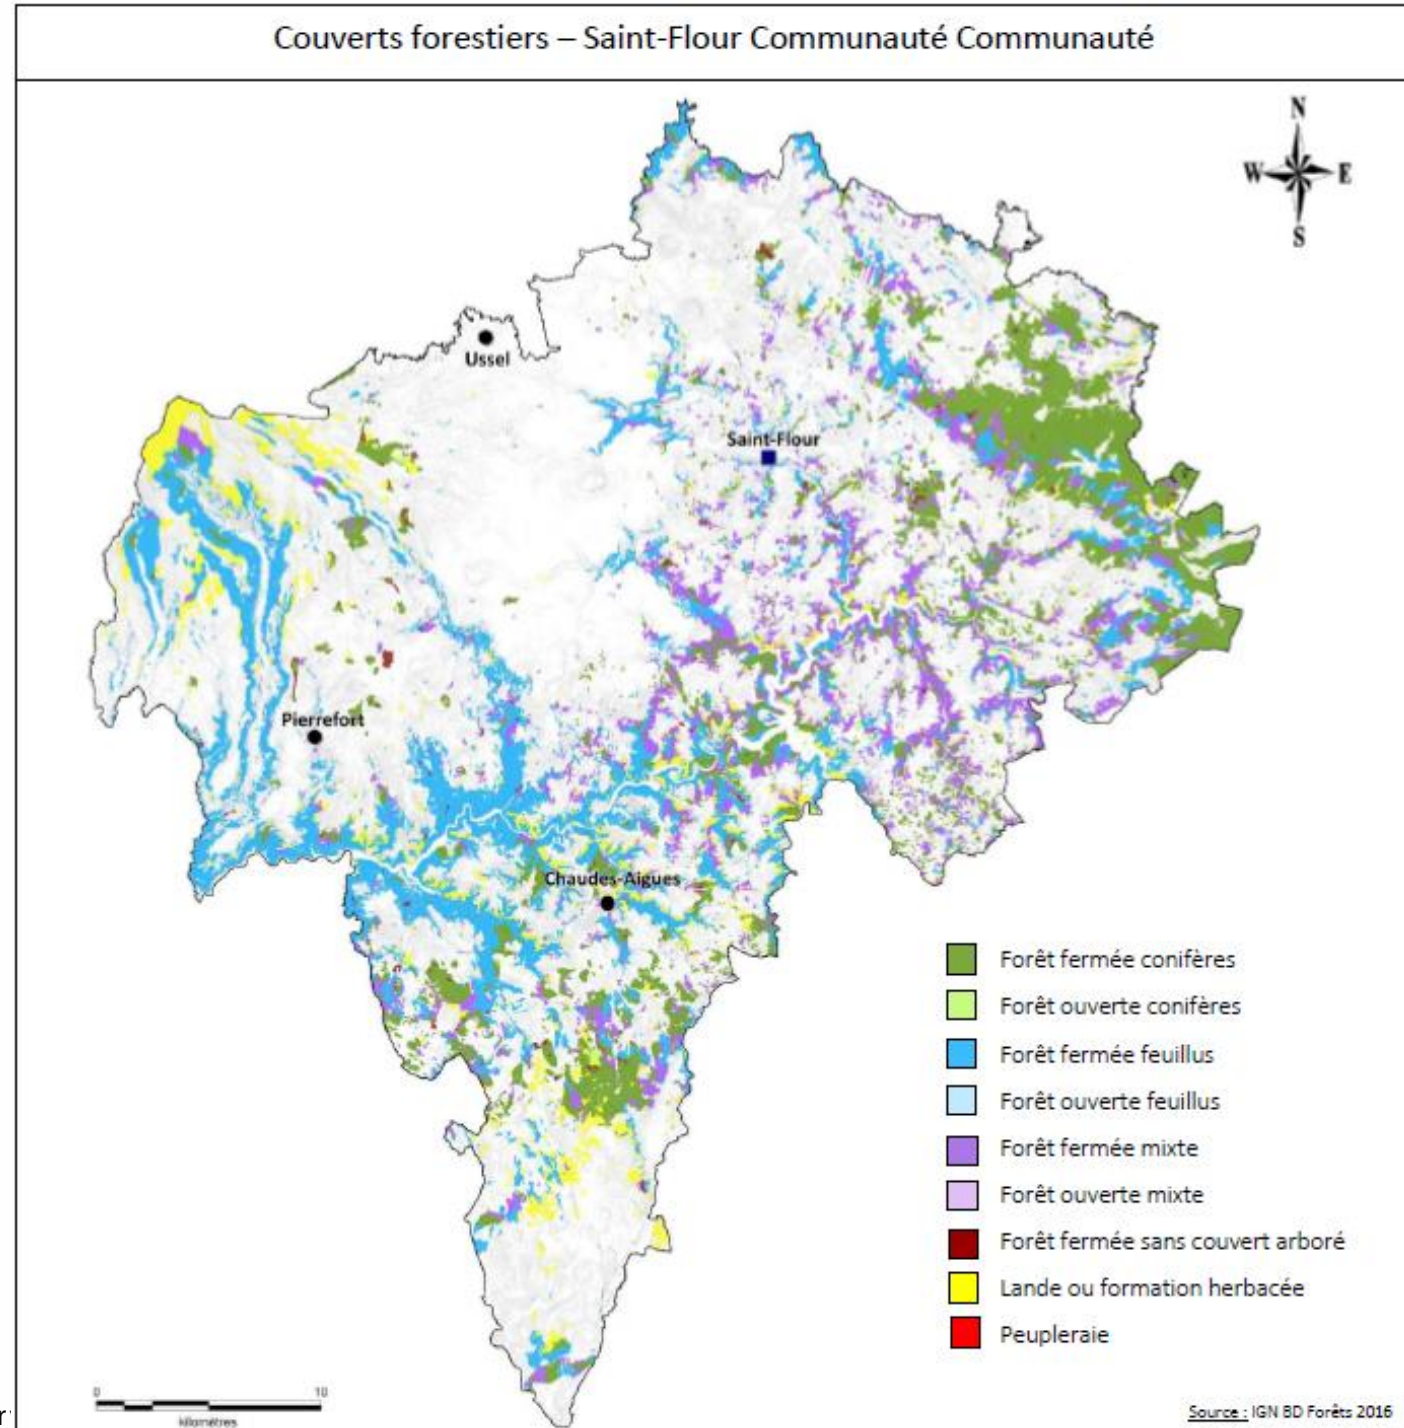 Couverts forestiers – Saint-Flour Communauté Communauté
N
W E
S
Ussel
Saint-Flour
Pierrefort
Chaudes-Aigues
Forêt fermée conifères
Forêt ouverte conifères
Forêt fermée feuillus
Forêt ouverte feuillus
Forêt fermée mixte
Forêt ouverte mixte
Forêt fermée sans couvert arboré
Lande ou formation herbacée
Peupleraie
0 10
kilomètres
Source : IGN BD Forêts 2016